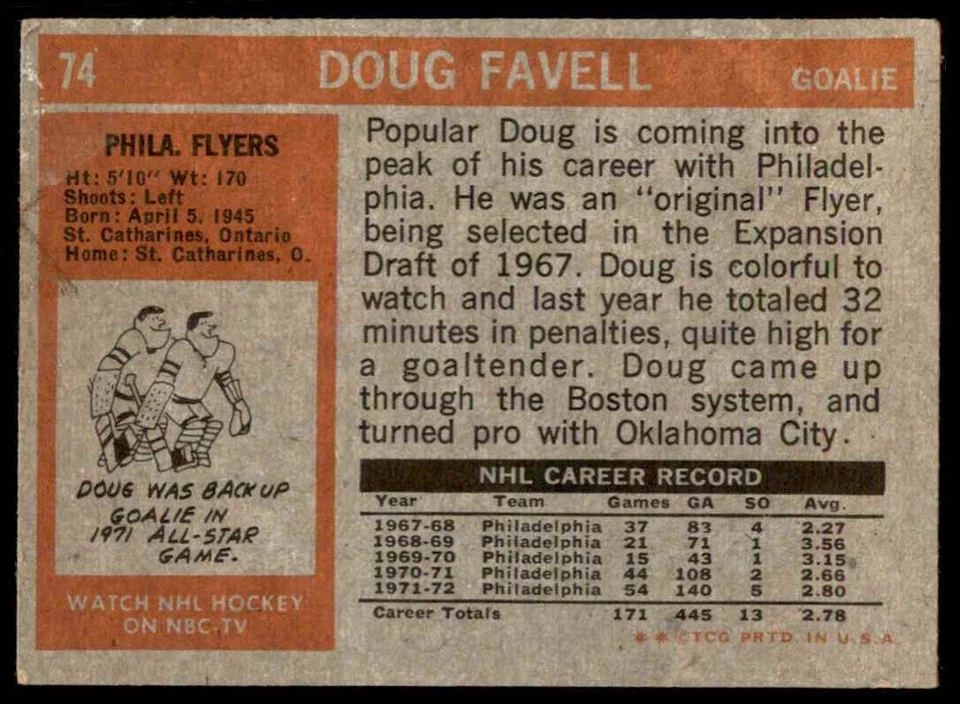 74 DOUG FAVELL GOALIE
PHILA. FLYERS
Ht: 5'10" Wt: 170
Shoots: Left
Born: April 5, 1945
St. Catharines, Ontario
Home: St. Catharines, O.
DOUG WAS BACK UP
GOALIE IN
1971 ALL-STAR
GAME.
WATCH NHL HOCKEY
ON NBC-TV
Popular Doug is coming into the
peak of his career with Philadel-
phia. He was an "original" Flyer,
being selected in the Expansion
Draft of 1967. Doug is colorful to
watch and last year he totaled 32
minutes in penalties, quite high for
a goaltender. Doug came up
through the Boston system, and
turned pro with Oklahoma City.
NHL CAREER RECORD
Year Team Games GA SO Avg.
1967-68 Philadelphia 37 83 4 2.27
1968-69 Philadelphia 21 71 1 3.56
1969-70 Philadelphia 15 43 1 3.15
1970-71 Philadelphia 44 108 2 2.66
1971-72 Philadelphia 54 140 5 2.80
Career Totals 171 445 13 2.78
* * ©TCG PRTD. IN U.S.A.